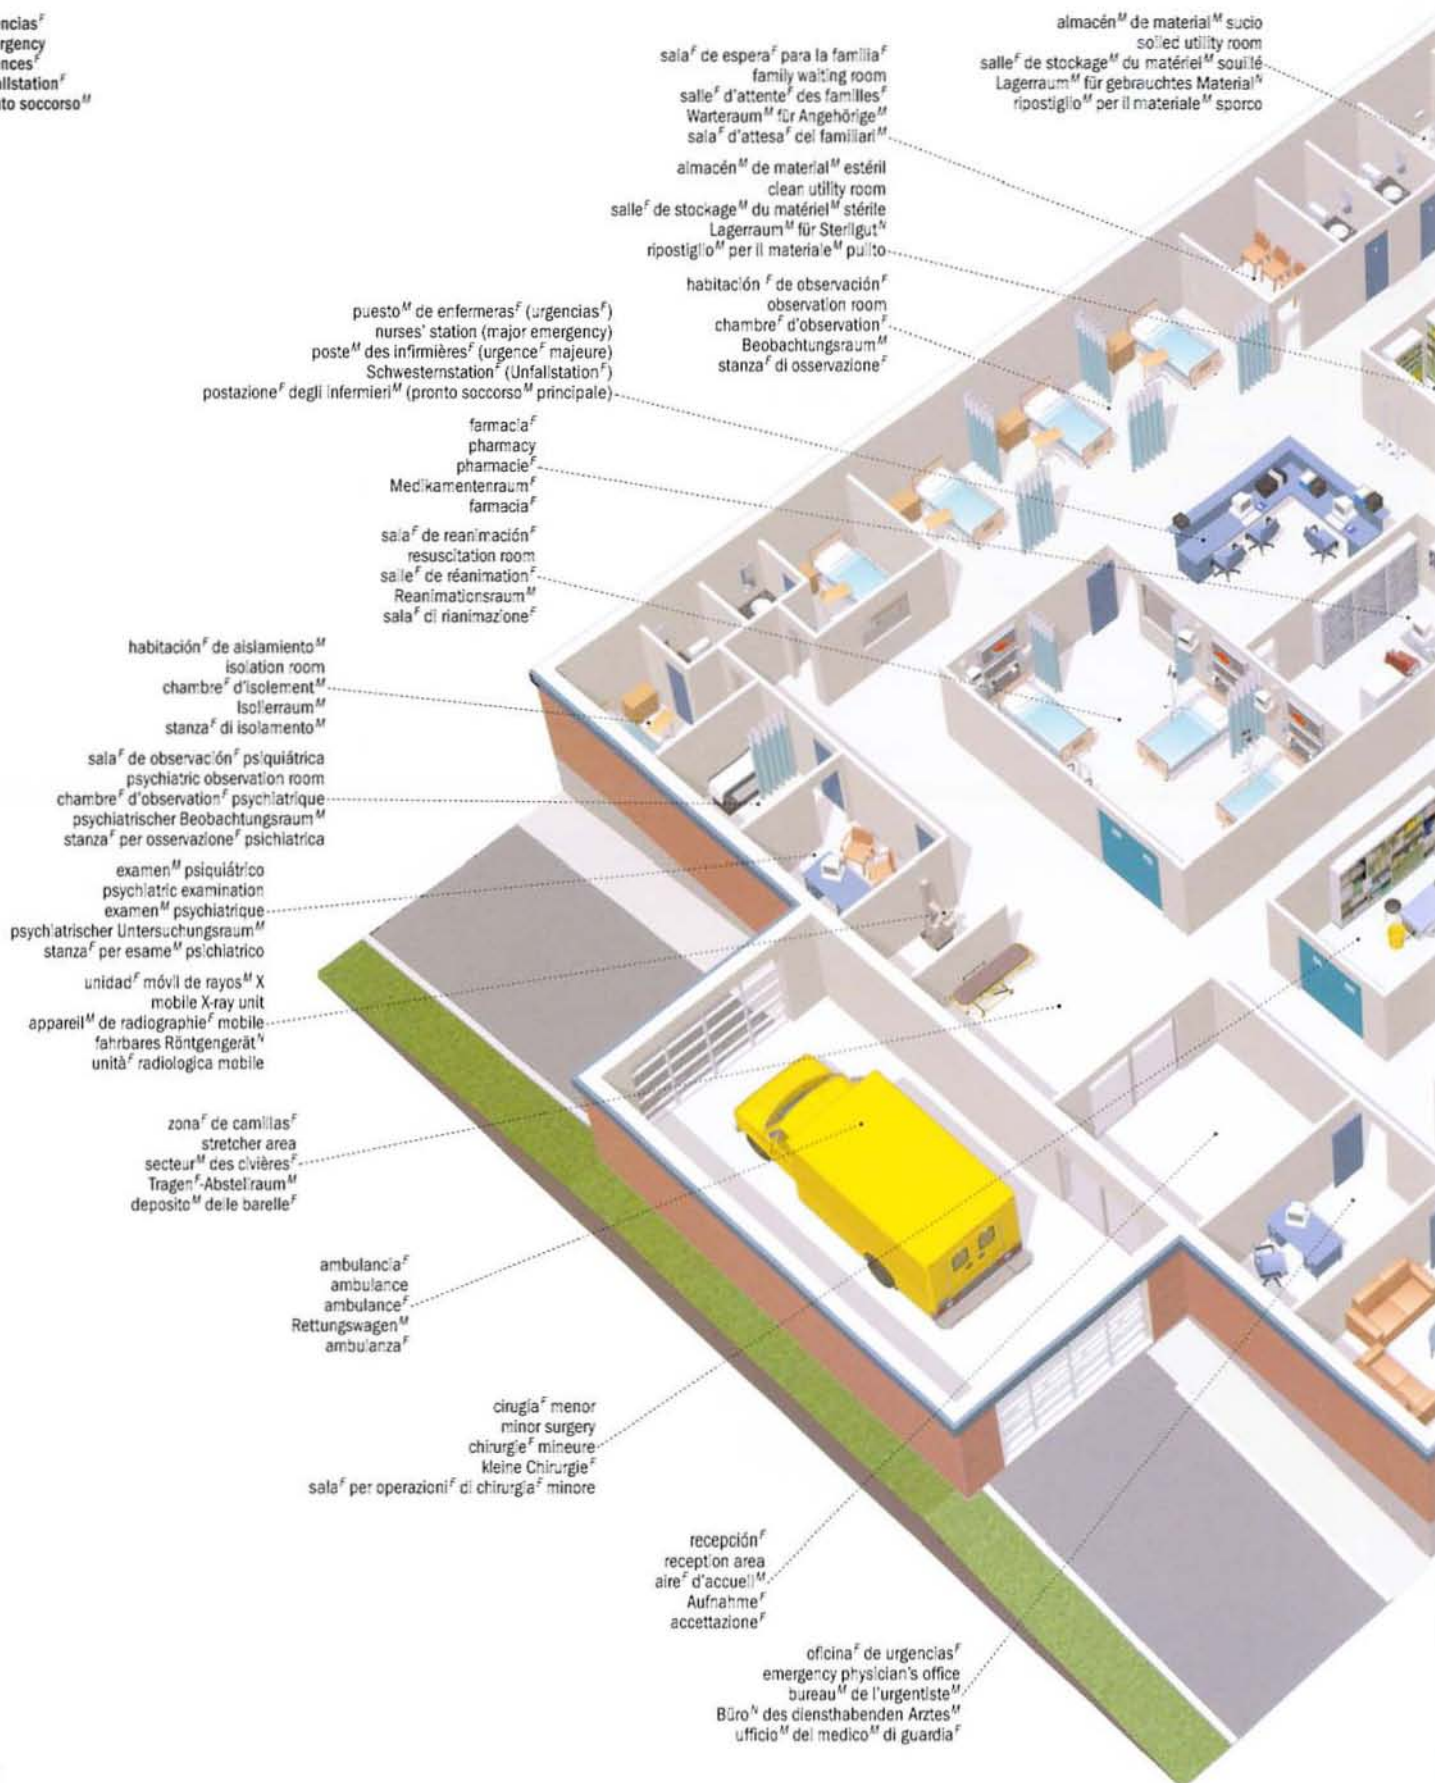 ncias^F
rgency
nces^F
llstation^F
to soccorso^M
almacén^M de material^M sucio
soiled utility room
salle^F de stockage^M du matériel^M souillé
Lagerraum^M für gebrauchtes Material^N
ripostiglio^M per il materiale^M sporco
sala^F de espera^F para la familia^F
family waiting room
salle^F d'attente^F des familles^F
Warteraum^M für Angehörige^M
sala^F d'attesa^F dei familiari^M
almacén^M de material^M estéril
clean utility room
salle^F de stockage^M du matériel^M stérile
Lagerraum^M für Sterilgut^N
ripostiglio^M per il materiale^M pulito
habitación^F de observación^F
observation room
chambre^F d'observation^F
Beobachtungsraum^M
stanza^F di osservazione^F
puesto^M de enfermeras^F (urgencias^F)
nurses' station (major emergency)
poste^M des infirmières^F (urgence^F majeure)
Schwesternstation^F (Unfallstation^F)
postazione^F degli infermieri^M (pronto soccorso^M principale)
farmacia^F
pharmacy
pharmacie^F
Medikamentenraum^F
farmacia^F
sala^F de reanimación^F
resuscitation room
salle^F de réanimation^F
Reanimationsraum^M
sala^F di rianimazione^F
habitación^F de aislamiento^M
isolation room
chambre^F d'isolement^M
Isolierraum^M
stanza^F di isolamento^M
sala^F de observación^F psiquiátrica
psychiatric observation room
chambre^F d'observation^F psychiatrique
psychiatrischer Beobachtungsraum^M
stanza^F per osservazione^F psichiatrica
examen^M psiquiátrico
psychiatric examination
examen^M psychiatrique
psychiatrischer Untersuchungsraum^M
stanza^F per esame^M psichiatrico
unidad^F móvil de rayos^M X
mobile X-ray unit
appareil^M de radiographie^F mobile
fahrbares Röntgengerät^N
unità^F radiologica mobile
zona^F de camillas^F
stretcher area
secteur^M des civières^F
Tragen^F-Abstellraum^M
deposito^M delle barelle^F
ambulancia^F
ambulance
ambulance^F
Rettungswagen^M
ambulanza^F
cirugía^F menor
minor surgery
chirurgie^F mineure
kleine Chirurgie^F
sala^F per operazioni^F di chirurgia^F minore
recepción^F
reception area
aire^F d'accueil^M
Aufnahme^F
accettazione^F
oficina^F de urgencias^F
emergency physician's office
bureau^M de l'urgentiste^M
Büro^N des diensthabenden Arztes^M
ufficio^M del medico^M di guardia^F